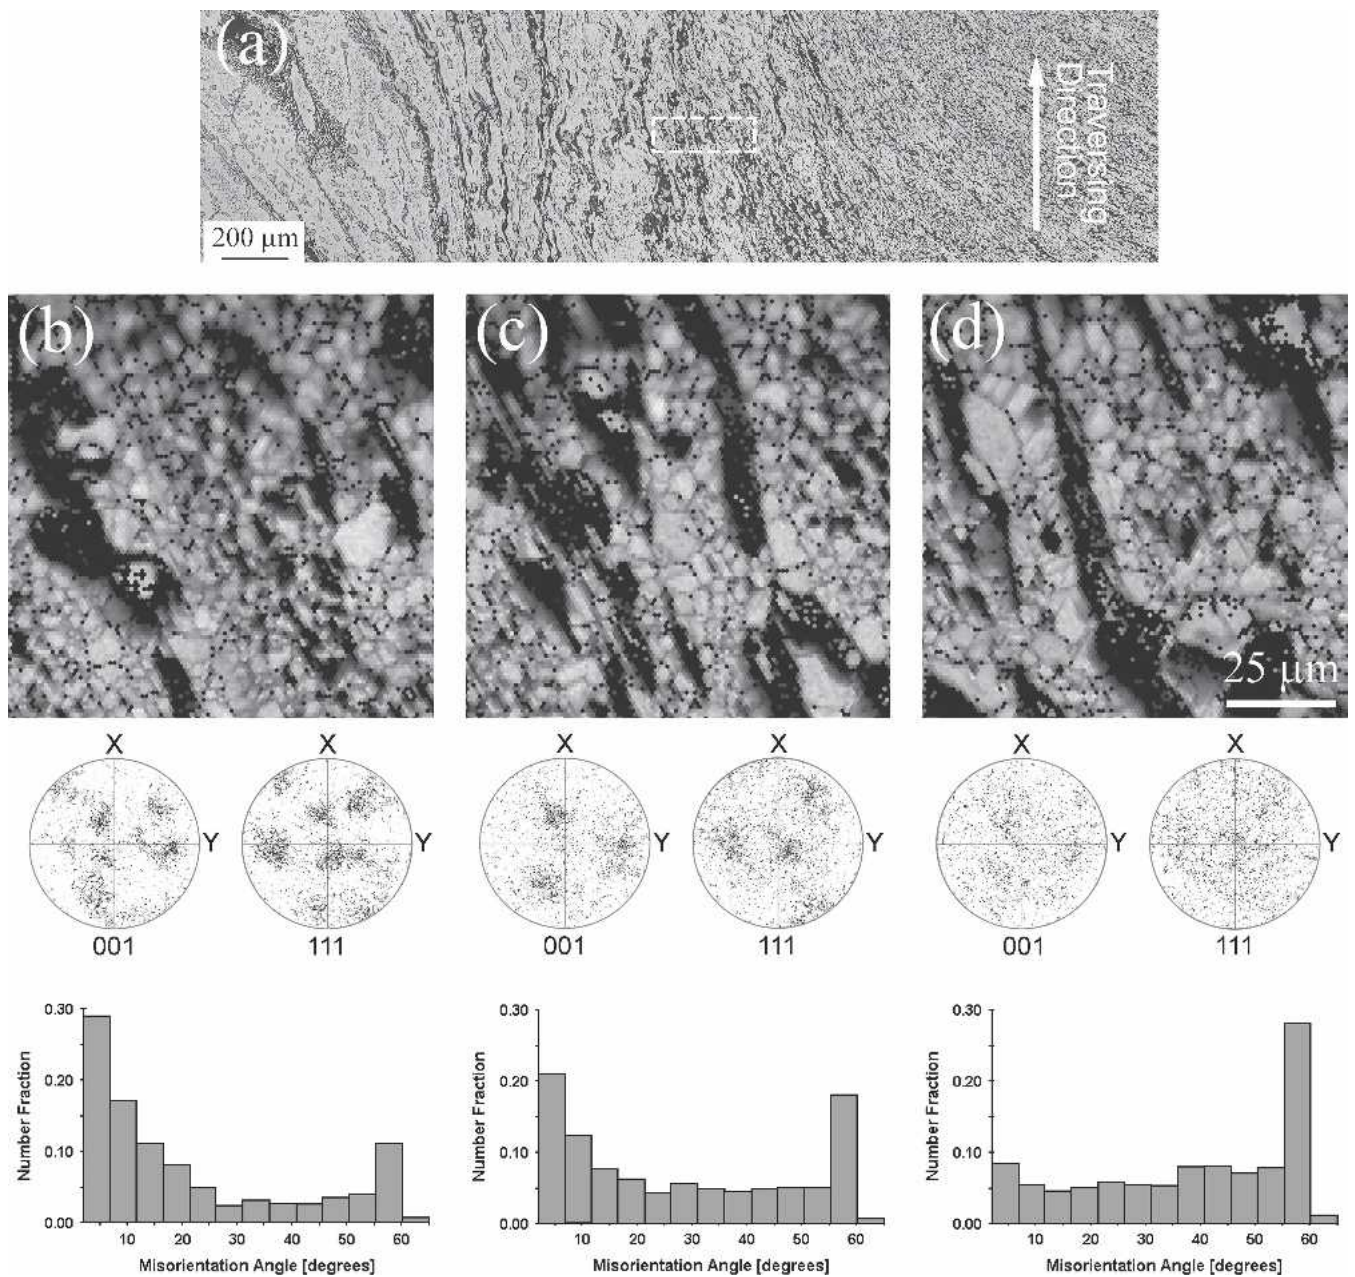 (a)
Traversing
Direction
200 µm
(b)
(c)
(d)
25 µm
X
Y
001
X
Y
111
X
Y
001
X
Y
111
X
Y
001
X
Y
111
Number Fraction
0.30
0.20
0.10
0.00
10 20 30 40 50 60
Misorientation Angle [degrees]
Number Fraction
0.30
0.20
0.10
0.00
10 20 30 40 50 60
Misorientation Angle [degrees]
Number Fraction
0.30
0.20
0.10
0.00
10 20 30 40 50 60
Misorientation Angle [degrees]